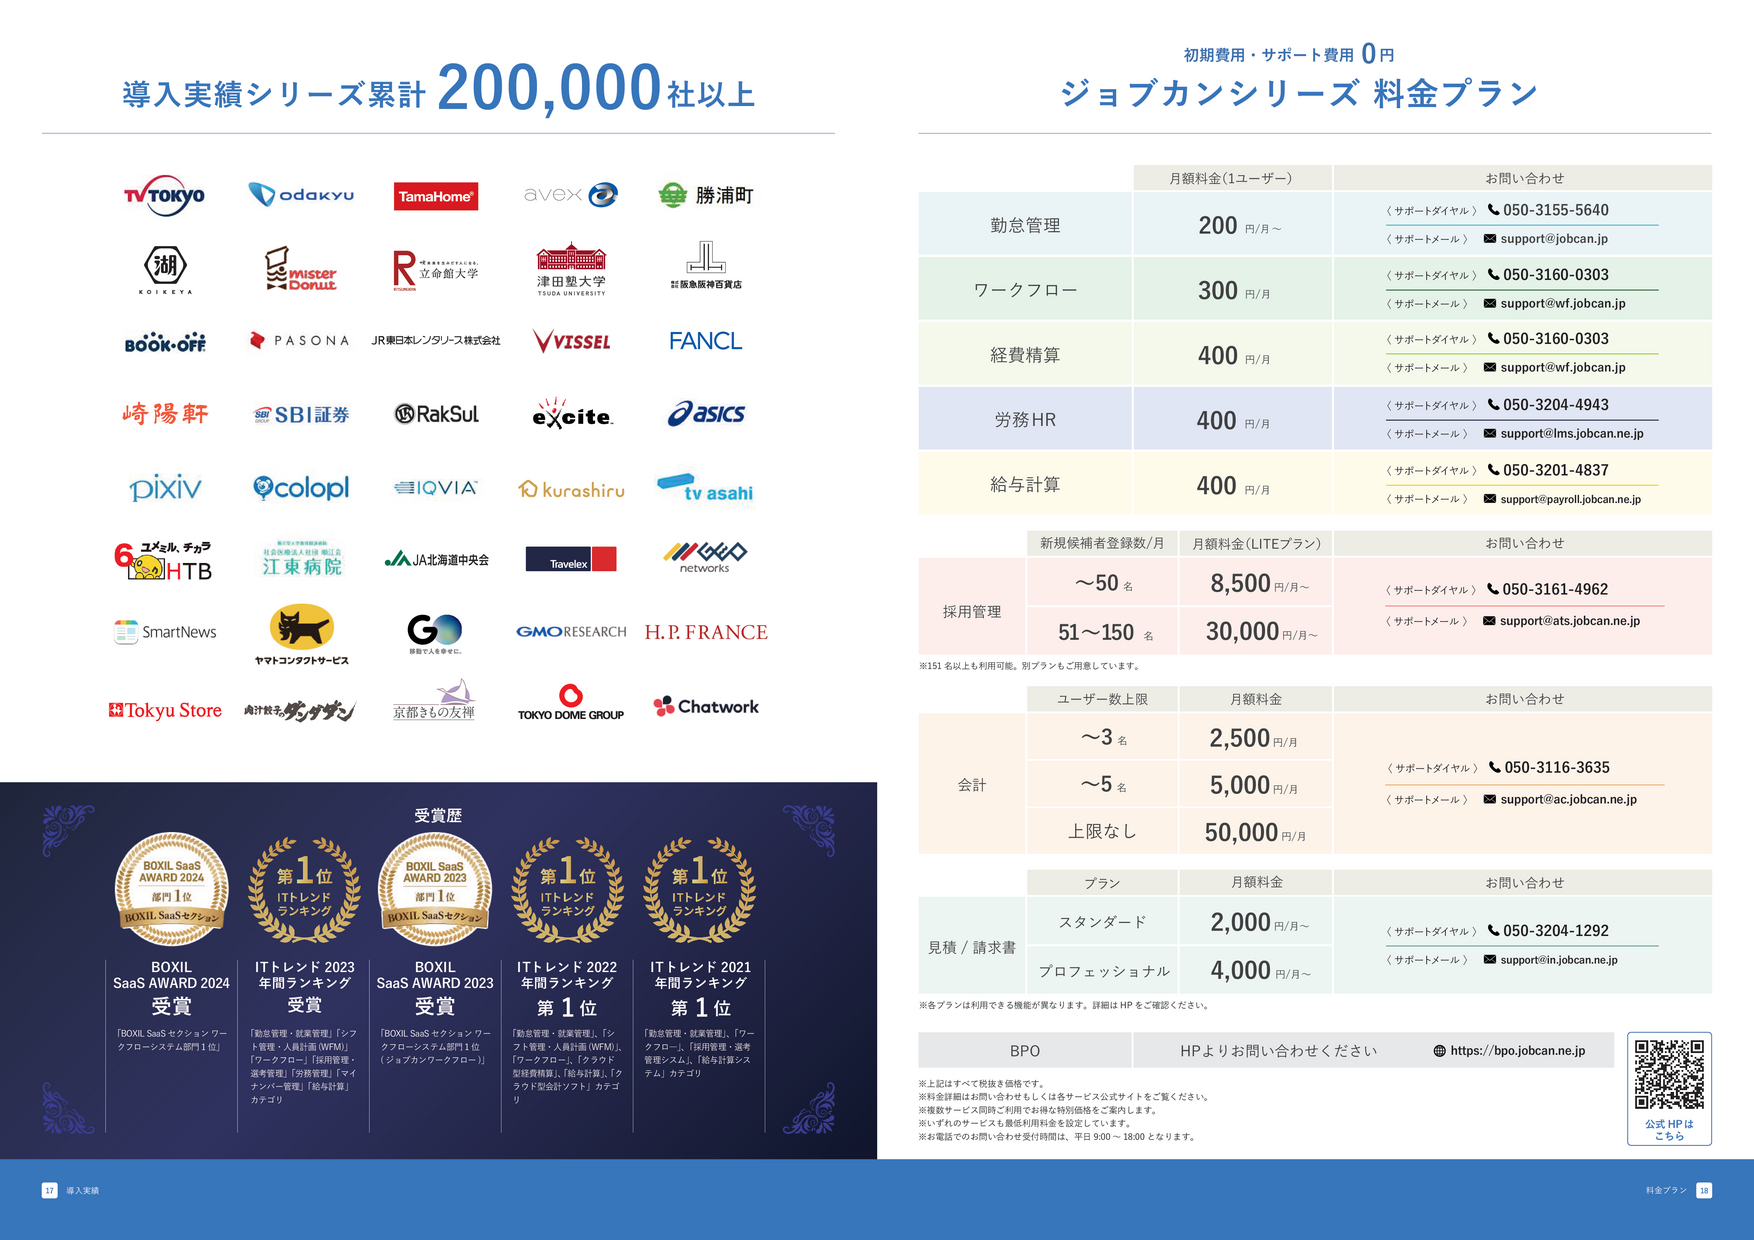 導入実績シリーズ累計 200,000社以上
TV TOKYO
odakyu
TamaHome
avex
勝浦町
湖
KOIKEYA
mister Donut
R 立命館大学
RITSUMEIKAN
津田塾大学
TSUDA UNIVERSITY
株式会社阪急阪神百貨店
BOOK・OFF
PASONA
JR東日本レンタリース株式会社
VISSEL
FANCL
崎陽軒
SBI GROUP SBI証券
RakSul
excite
asics
pixiv
colopl
IQVIA
kurashiru
tv asahi
6 ユメミル、チカラ
HTB
江東病院
JA北海道中央会
Travelex
networks
SmartNews
ヤマトコンタクトサービス
GO
移動で人を幸せに。
GMO RESEARCH
H.P.FRANCE
Tokyu Store
肉汁餃子のダンダダン
京都きもの友禅
TOKYO DOME GROUP
Chatwork
受賞歴
BOXIL SaaS
AWARD 2024
部門1位
BOXIL SaaSセクション
BOXIL
SaaS AWARD 2024
受賞
「BOXIL SaaS セクション ワー
クフローシステム部門 1 位」
第1位
ITトレンド
ランキング
ITトレンド 2023
年間ランキング
受賞
「勤怠管理・就業管理」「シフ
ト管理・人員計画 (WFM)」
「ワークフロー」「採用管理・
選考管理」「労務管理」「マイ
ナンバー管理」「給与計算」
カテゴリ
BOXIL SaaS
AWARD 2023
部門1位
BOXIL SaaSセクション
BOXIL
SaaS AWARD 2023
受賞
「BOXIL SaaS セクション ワー
クフローシステム部門 1 位
( ジョブカンワークフロー )」
第1位
ITトレンド
ランキング
ITトレンド 2022
年間ランキング
第 1 位
「勤怠管理・就業管理」、「シ
フト管理・人員計画 (WFM)」、
「ワークフロー」、「クラウド
型経費精算」、「給与計算」、「ク
ラウド型会計ソフト」カテゴ
リ
第1位
ITトレンド
ランキング
ITトレンド 2021
年間ランキング
第 1 位
「勤怠管理・就業管理」、「ワー
クフロー」、「採用管理・選考
管理シスム」、「給与計算シス
テム」カテゴリ
17 導入実績
初期費用・サポート費用 0円
ジョブカンシリーズ 料金プラン
月額料金(1ユーザー) お問い合わせ
勤怠管理 200 円/月～
〈 サポートダイヤル 〉 050-3155-5640
〈 サポートメール 〉 support@jobcan.jp
ワークフロー 300 円/月
〈 サポートダイヤル 〉 050-3160-0303
〈 サポートメール 〉 support@wf.jobcan.jp
経費精算 400 円/月
〈 サポートダイヤル 〉 050-3160-0303
〈 サポートメール 〉 support@wf.jobcan.jp
労務HR 400 円/月
〈 サポートダイヤル 〉 050-3204-4943
〈 サポートメール 〉 support@lms.jobcan.ne.jp
給与計算 400 円/月
〈 サポートダイヤル 〉 050-3201-4837
〈 サポートメール 〉 support@payroll.jobcan.ne.jp
新規候補者登録数/月 月額料金(LITEプラン) お問い合わせ
採用管理
～50 名 8,500 円/月～
51～150 名 30,000 円/月～
〈 サポートダイヤル 〉 050-3161-4962
〈 サポートメール 〉 support@ats.jobcan.ne.jp
※151 名以上も利用可能。別プランもご用意しています。
ユーザー数上限 月額料金 お問い合わせ
会計
～3 名 2,500 円/月
～5 名 5,000 円/月
上限なし 50,000 円/月
〈 サポートダイヤル 〉 050-3116-3635
〈 サポートメール 〉 support@ac.jobcan.ne.jp
プラン 月額料金 お問い合わせ
見積 / 請求書
スタンダード 2,000 円/月～
プロフェッショナル 4,000 円/月～
〈 サポートダイヤル 〉 050-3204-1292
〈 サポートメール 〉 support@in.jobcan.ne.jp
※各プランは利用できる機能が異なります。詳細は HP をご確認ください。
BPO HPよりお問い合わせください https://bpo.jobcan.ne.jp
※上記はすべて税抜き価格です。
※料金詳細はお問い合わせもしくは各サービス公式サイトをご覧ください。
※複数サービス同時ご利用でお得な特別価格をご案内します。
※いずれのサービスも最低利用料金を設定しています。
※お電話でのお問い合わせ受付時間は、平日 9:00 ～ 18:00 となります。
公式 HP は
こちら
料金プラン 18